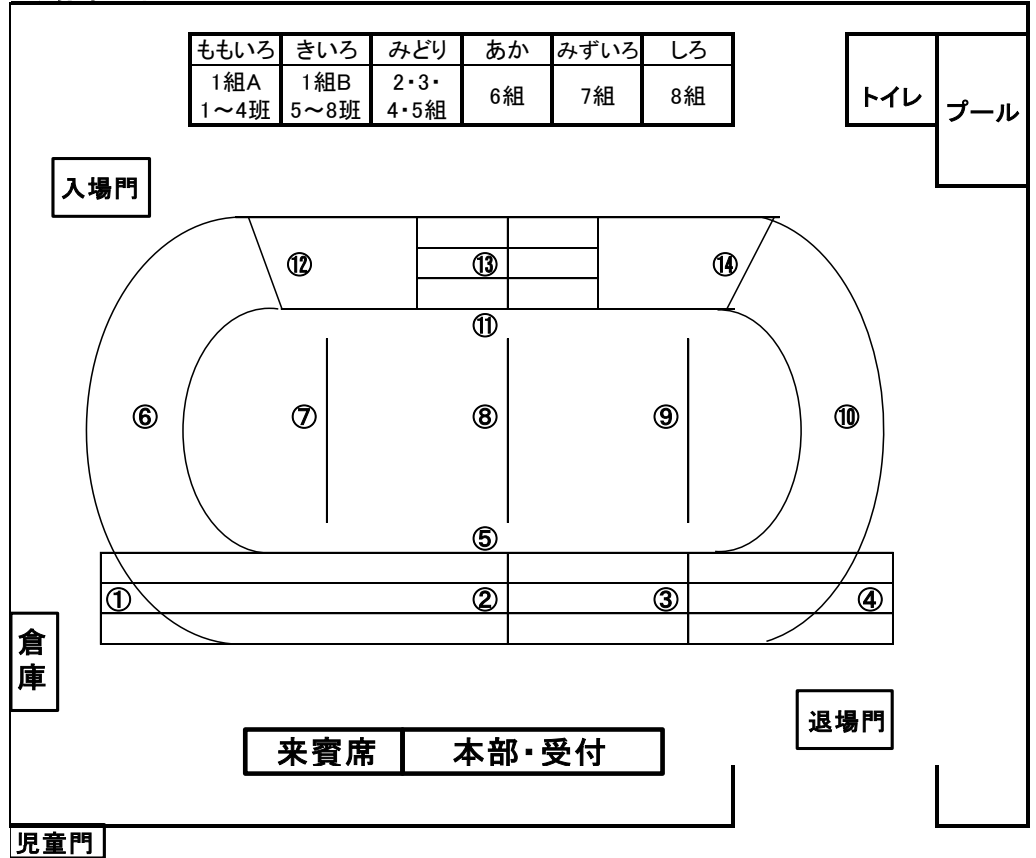 ももいろ きいろ みどり あか みずいろ しろ
1組A 1組B 2・3・ 6組 7組 8組
1～4班 5～8班 4・5組
トイレ
プール
入場門
⑫ ⑬ ⑭
⑪
⑥ ⑦ ⑧ ⑨ ⑩
⑤
① ② ③ ④
倉
庫
退場門
来賓席 本部・受付
児童門